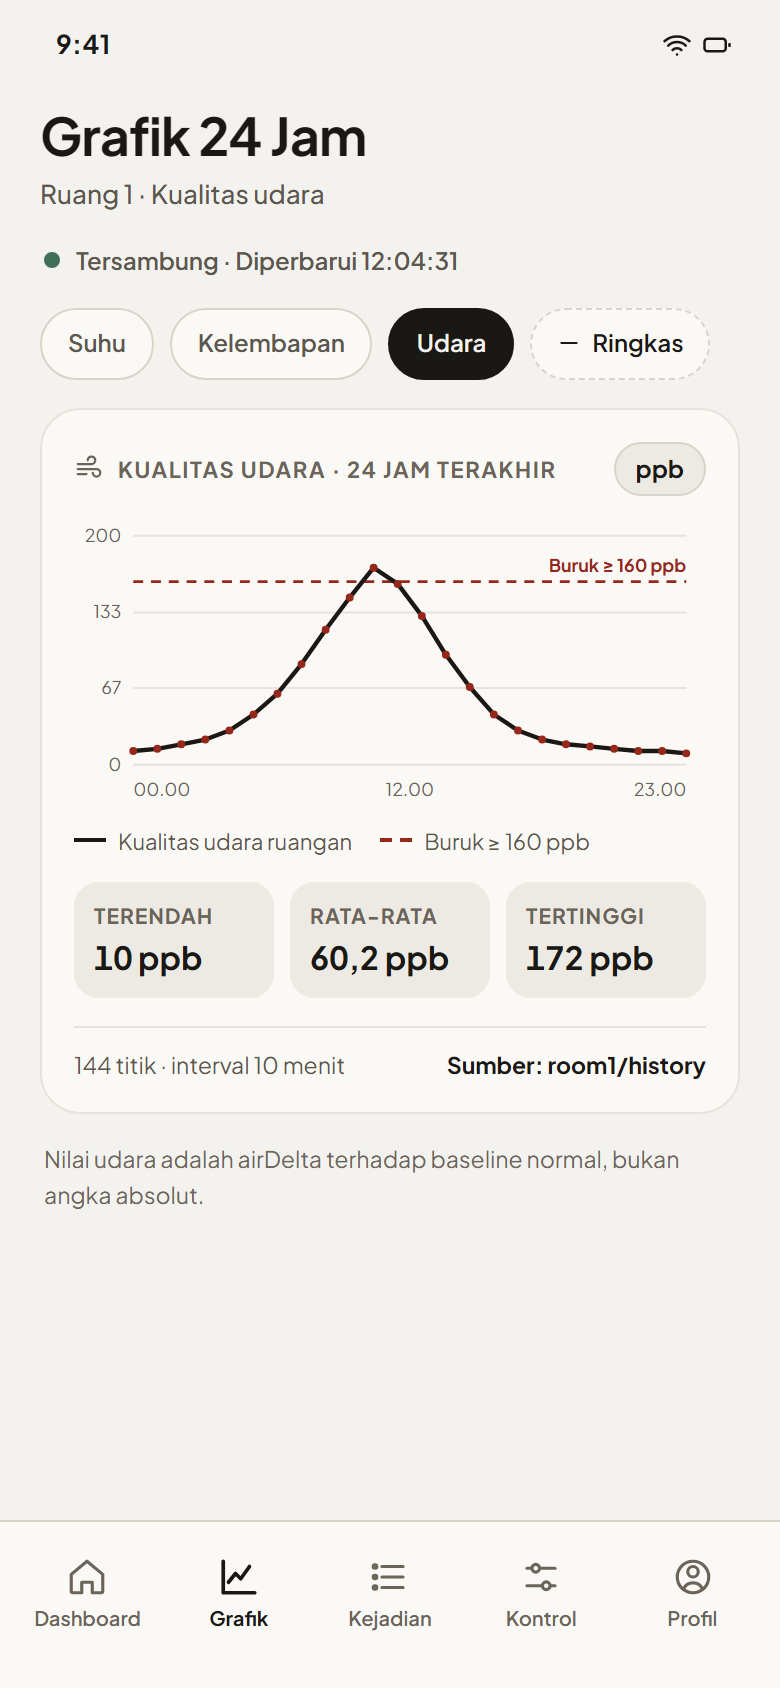 9:41
Grafik 24 Jam
Ruang 1 · Kualitas udara
Tersambung · Diperbarui 12:04:31
Suhu
Kelembapan
Udara
— Ringkas
KUALITAS UDARA · 24 JAM TERAKHIR
ppb
200
Buruk ≥ 160 ppb
133
67
0
00.00
12.00
23.00
Kualitas udara ruangan
Buruk ≥ 160 ppb
TERENDAH
10 ppb
RATA-RATA
60,2 ppb
TERTINGGI
172 ppb
144 titik · interval 10 menit
Sumber: room1/history
Nilai udara adalah airDelta terhadap baseline normal, bukan
angka absolut.
Dashboard
Grafik
Kejadian
Kontrol
Profil